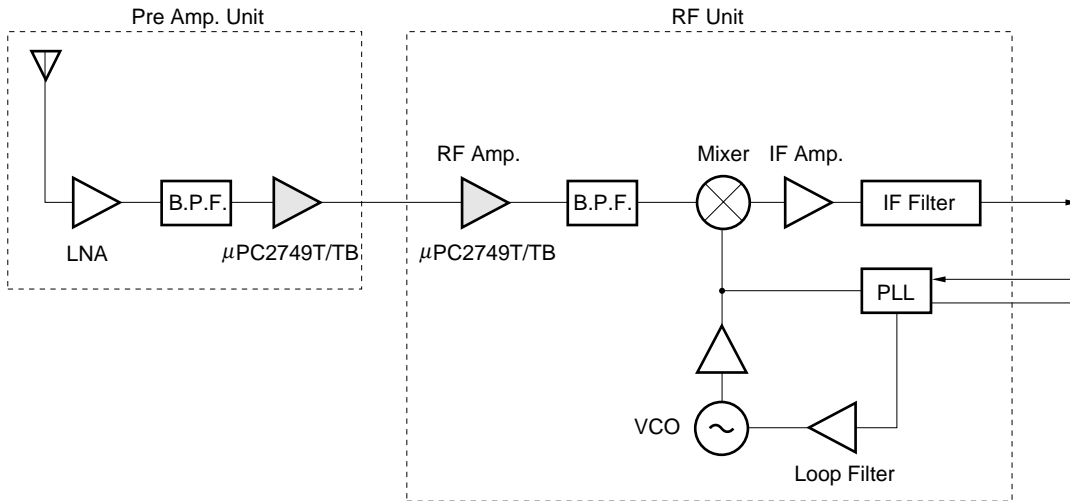 Pre Amp. Unit
RF Unit
RF Amp.
Mixer
IF Amp.
B.P.F.
B.P.F.
IF Filter
LNA
μPC2749T/TB
μPC2749T/TB
PLL
VCO
Loop Filter